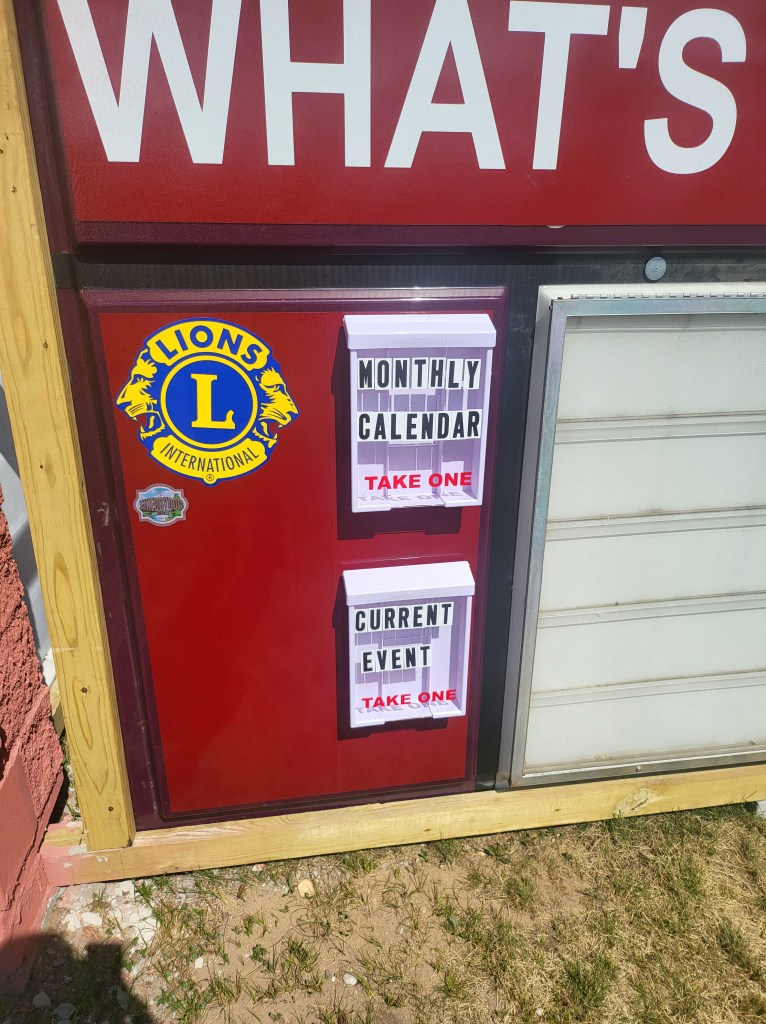 WHAT'S
LIONS
L
INTERNATIONAL
®
MONTHLY
CALENDAR
TAKE ONE
CURRENT
EVENT
TAKE ONE